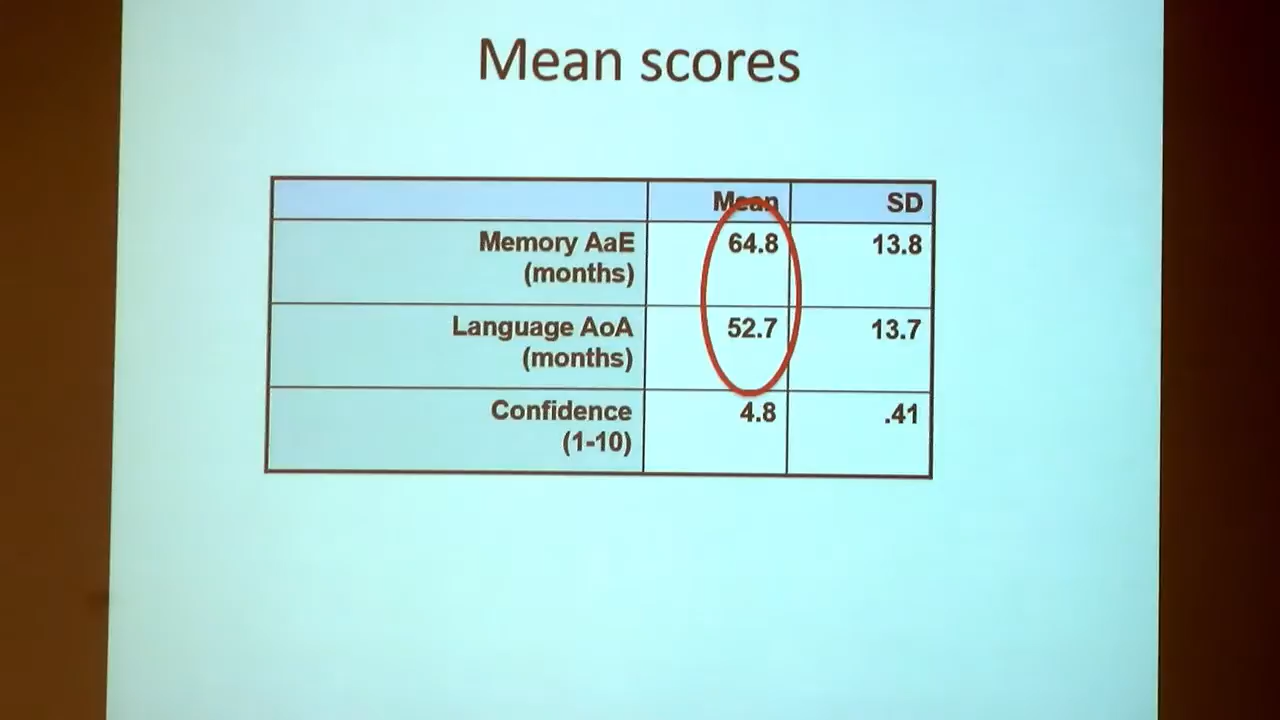 Mean scores
Mean SD
Memory AaE 64.8 13.8
(months)
Language AoA 52.7 13.7
(months)
Confidence 4.8 .41
(1-10)